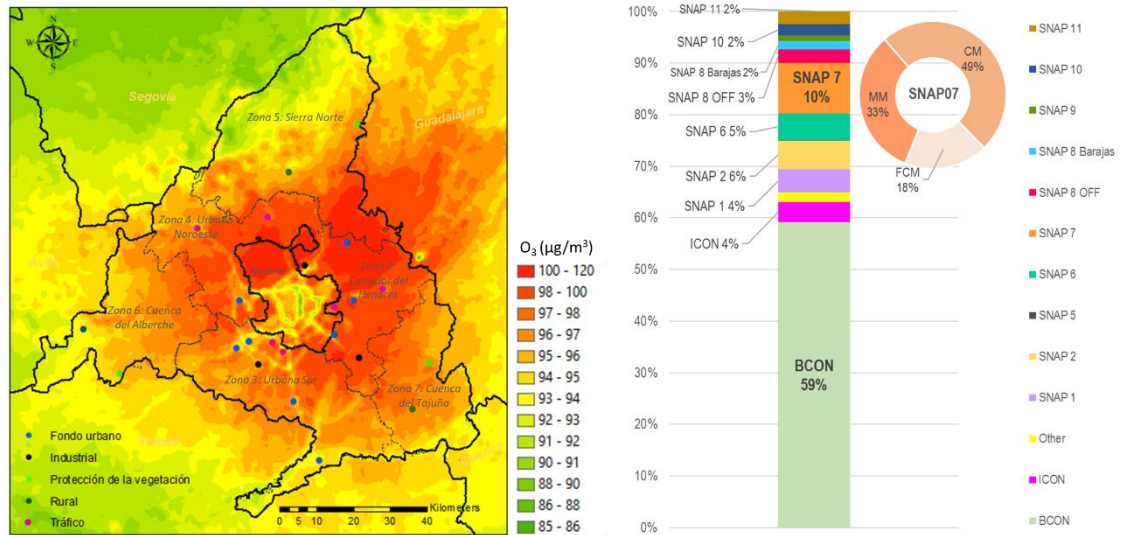 N
W
E
S
Segovia
Guadalajara
Zona 5: Sierra Norte
Zona 4: Urbana
Noroeste
Madrid
Corredor del
Henares
Zona 6: Cuenca
del Alberche
Zona 3: Urbana Sur
Zona 7: Cuenca
del Tajuña
Toledo
Fondo urbano
Industrial
Protección de la vegetación
Rural
Tráfico
Kilometers
0 5 10 20 30 40
O3 (µg/m3)
100 - 120
98 - 100
97 - 98
96 - 97
95 - 96
94 - 95
93 - 94
92 - 93
91 - 92
90 - 91
88 - 90
86 - 88
85 - 86
100%
90%
80%
70%
60%
50%
40%
30%
20%
10%
0%
SNAP 11 2%
SNAP 10 2%
SNAP 8 Barajas 2%
SNAP 8 OFF 3%
SNAP 6 5%
SNAP 2 6%
SNAP 1 4%
ICON 4%
SNAP 7
10%
BCON
59%
CM
49%
MM
33%
SNAP07
FCM
18%
SNAP 11
SNAP 10
SNAP 9
SNAP 8 Barajas
SNAP 8 OFF
SNAP 7
SNAP 6
SNAP 5
SNAP 2
SNAP 1
Other
ICON
BCON